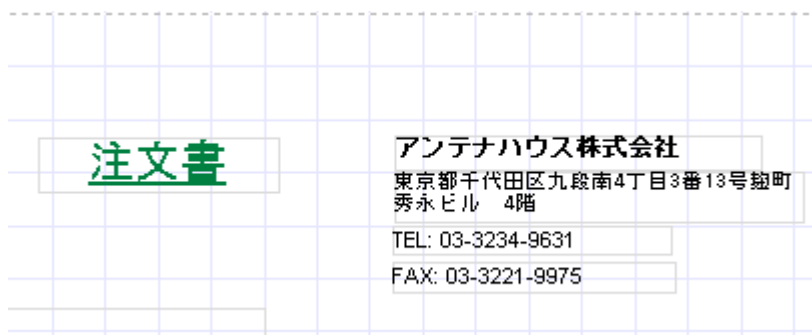 注文書
アンテナハウス株式会社
東京都千代田区九段南4丁目3番13号麹町
秀永ビル　4階
TEL: 03-3234-9631
FAX: 03-3221-9975